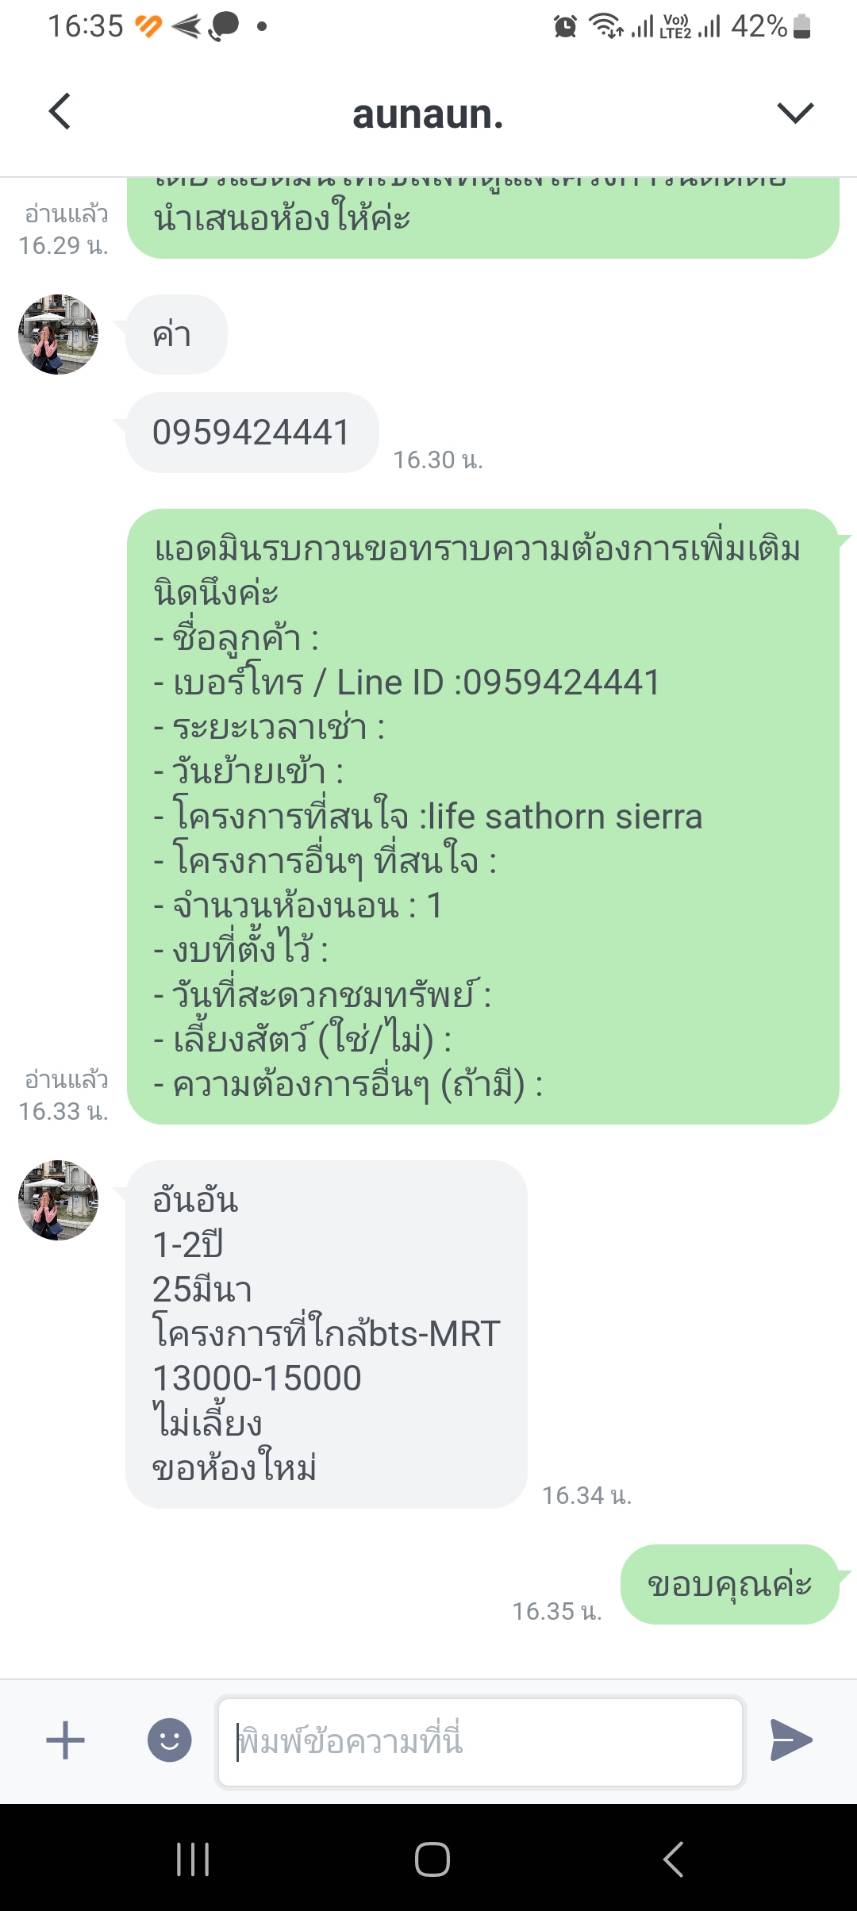 16:35
Vo))
LTE2
42%
aunaun.
นำเสนอห้องให้ค่ะ
อ่านแล้ว
16.29 น.
ค่า
0959424441
16.30 น.
แอดมินรบกวนขอทราบความต้องการเพิ่มเติม
นิดนึงค่ะ
- ชื่อลูกค้า :
- เบอร์โทร / Line ID :0959424441
- ระยะเวลาเช่า :
- วันย้ายเข้า :
- โครงการที่สนใจ :life sathorn sierra
- โครงการอื่นๆ ที่สนใจ :
- จำนวนห้องนอน : 1
- งบที่ตั้งไว้ :
- วันที่สะดวกชมทรัพย์ :
- เลี้ยงสัตว์ (ใช่/ไม่) :
- ความต้องการอื่นๆ (ถ้ามี) :
อ่านแล้ว
16.33 น.
อันอัน
1-2ปี
25มีนา
โครงการที่ใกล้bts-MRT
13000-15000
ไม่เลี้ยง
ขอห้องใหม่
16.34 น.
ขอบคุณค่ะ
16.35 น.
พิมพ์ข้อความที่นี่